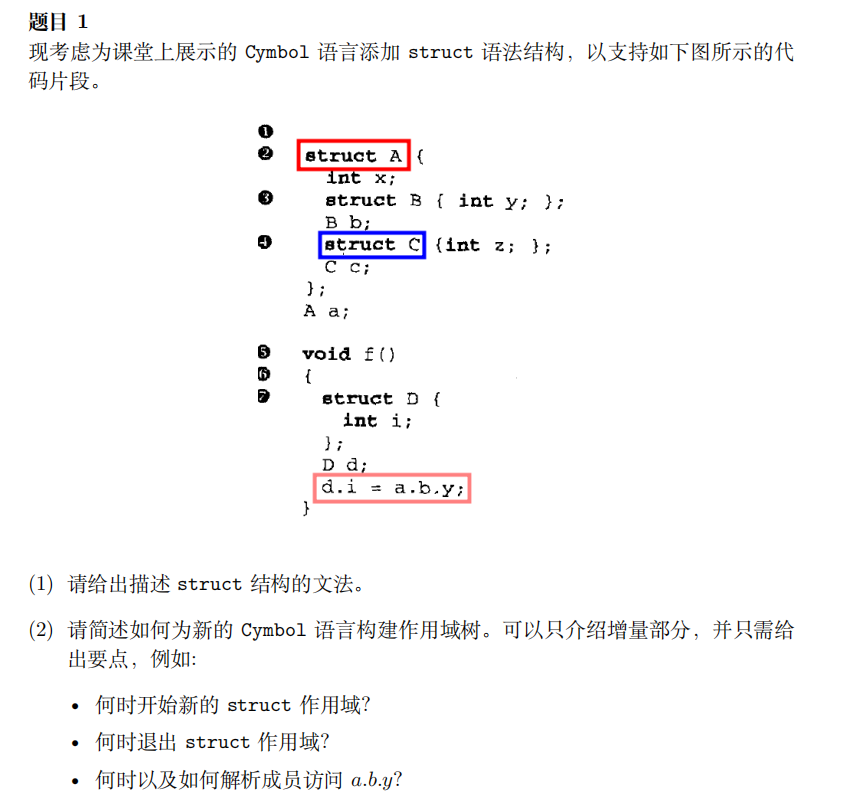 题目 1
现考虑为课堂上展示的 Cymbol 语言添加 struct 语法结构，以支持如下图所示的代
码片段。
❶
❷ struct A {
int x;
❸ struct B { int y; };
B b;
❹ struct C {int z; };
C c;
};
A a;
❺ void f()
❻ {
❼ struct D {
int i;
};
D d;
d.i = a.b.y;
}
(1) 请给出描述 struct 结构的文法。
(2) 请简述如何为新的 Cymbol 语言构建作用域树。可以只介绍增量部分，并只需给
出要点，例如:
• 何时开始新的 struct 作用域?
• 何时退出 struct 作用域?
• 何时以及如何解析成员访问 a.b.y?